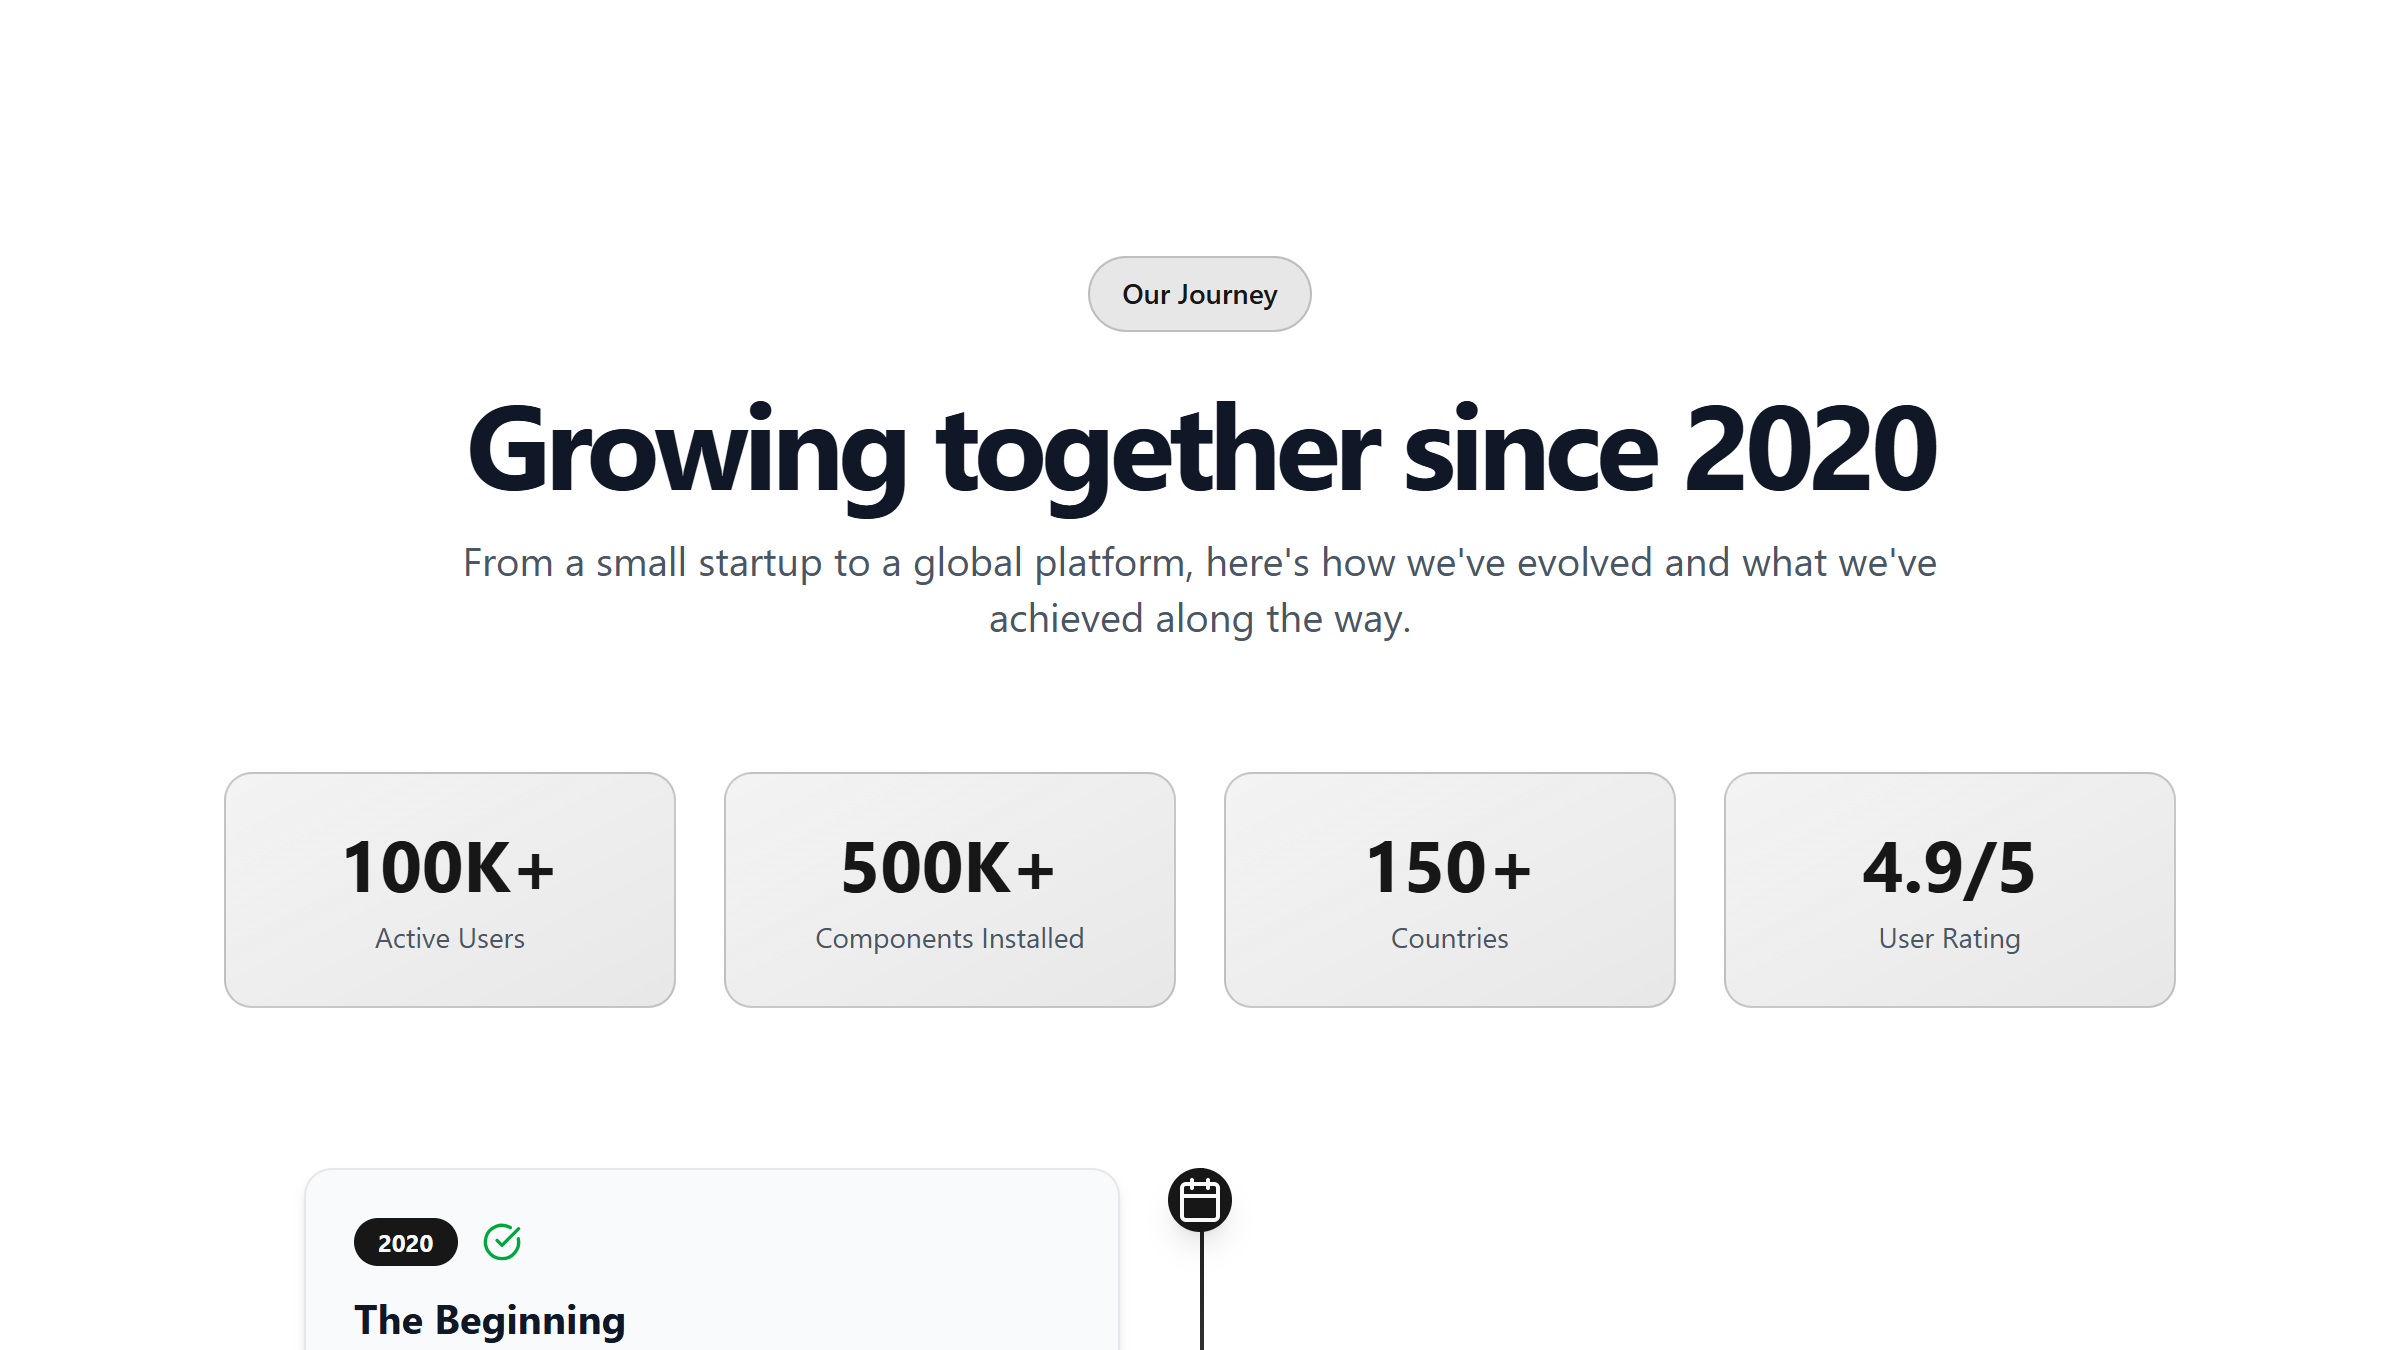 Our Journey
Growing together since 2020
From a small startup to a global platform, here's how we've evolved and what we've
achieved along the way.
100K+
Active Users
500K+
Components Installed
150+
Countries
4.9/5
User Rating
2020
The Beginning